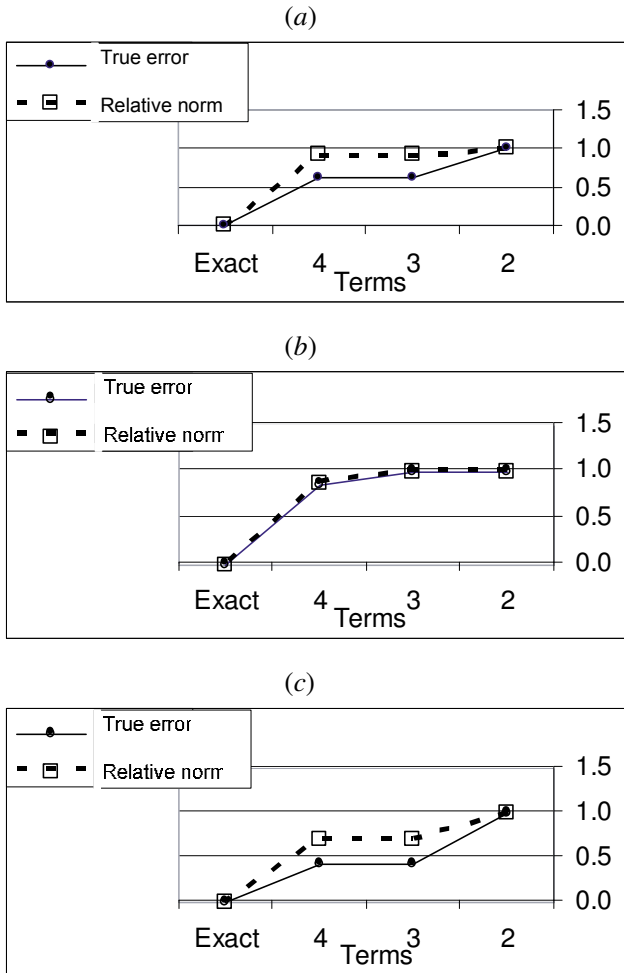 (a)
True error
Relative norm
1.5
1.0
0.5
0.0
Exact 4 3 2
Terms
(b)
True error
Relative norm
1.5
1.0
0.5
0.0
Exact 4 3 2
Terms
(c)
True error
Relative norm
1.5
1.0
0.5
0.0
Exact 4 3 2
Terms